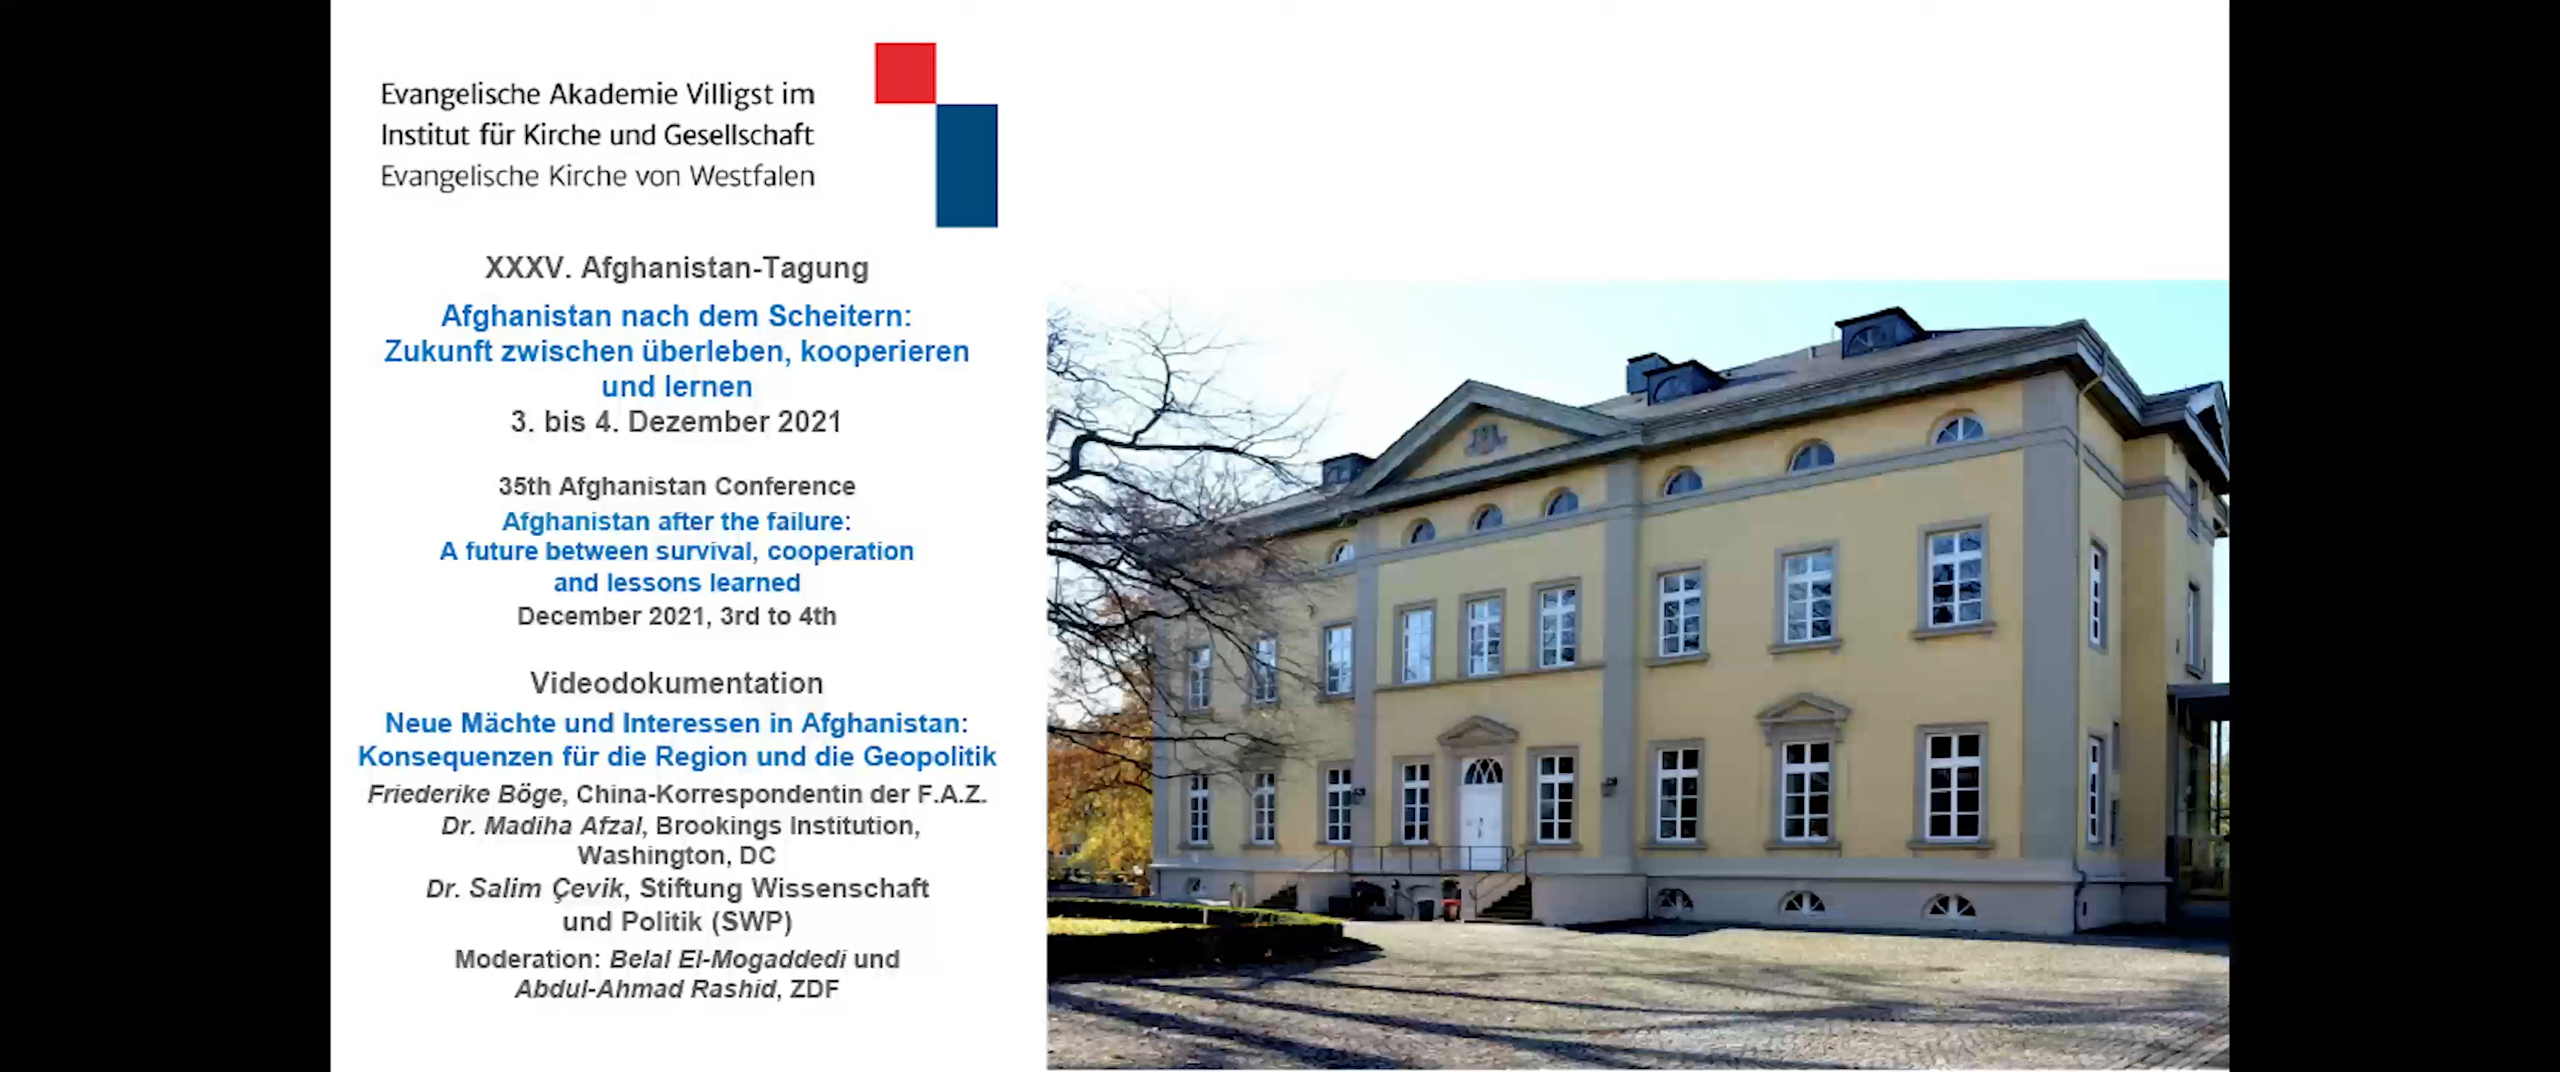 Evangelische Akademie Villigst im
Institut für Kirche und Gesellschaft
Evangelische Kirche von Westfalen
XXXV. Afghanistan-Tagung
Afghanistan nach dem Scheitern:
Zukunft zwischen überleben, kooperieren
und lernen
3. bis 4. Dezember 2021
35th Afghanistan Conference
Afghanistan after the failure:
A future between survival, cooperation
and lessons learned
December 2021, 3rd to 4th
Videodokumentation
Neue Mächte und Interessen in Afghanistan:
Konsequenzen für die Region und die Geopolitik
Friederike Böge, China-Korrespondentin der F.A.Z.
Dr. Madiha Afzal, Brookings Institution,
Washington, DC
Dr. Salim Çevik, Stiftung Wissenschaft
und Politik (SWP)
Moderation: Belal El-Mogaddedi und
Abdul-Ahmad Rashid, ZDF